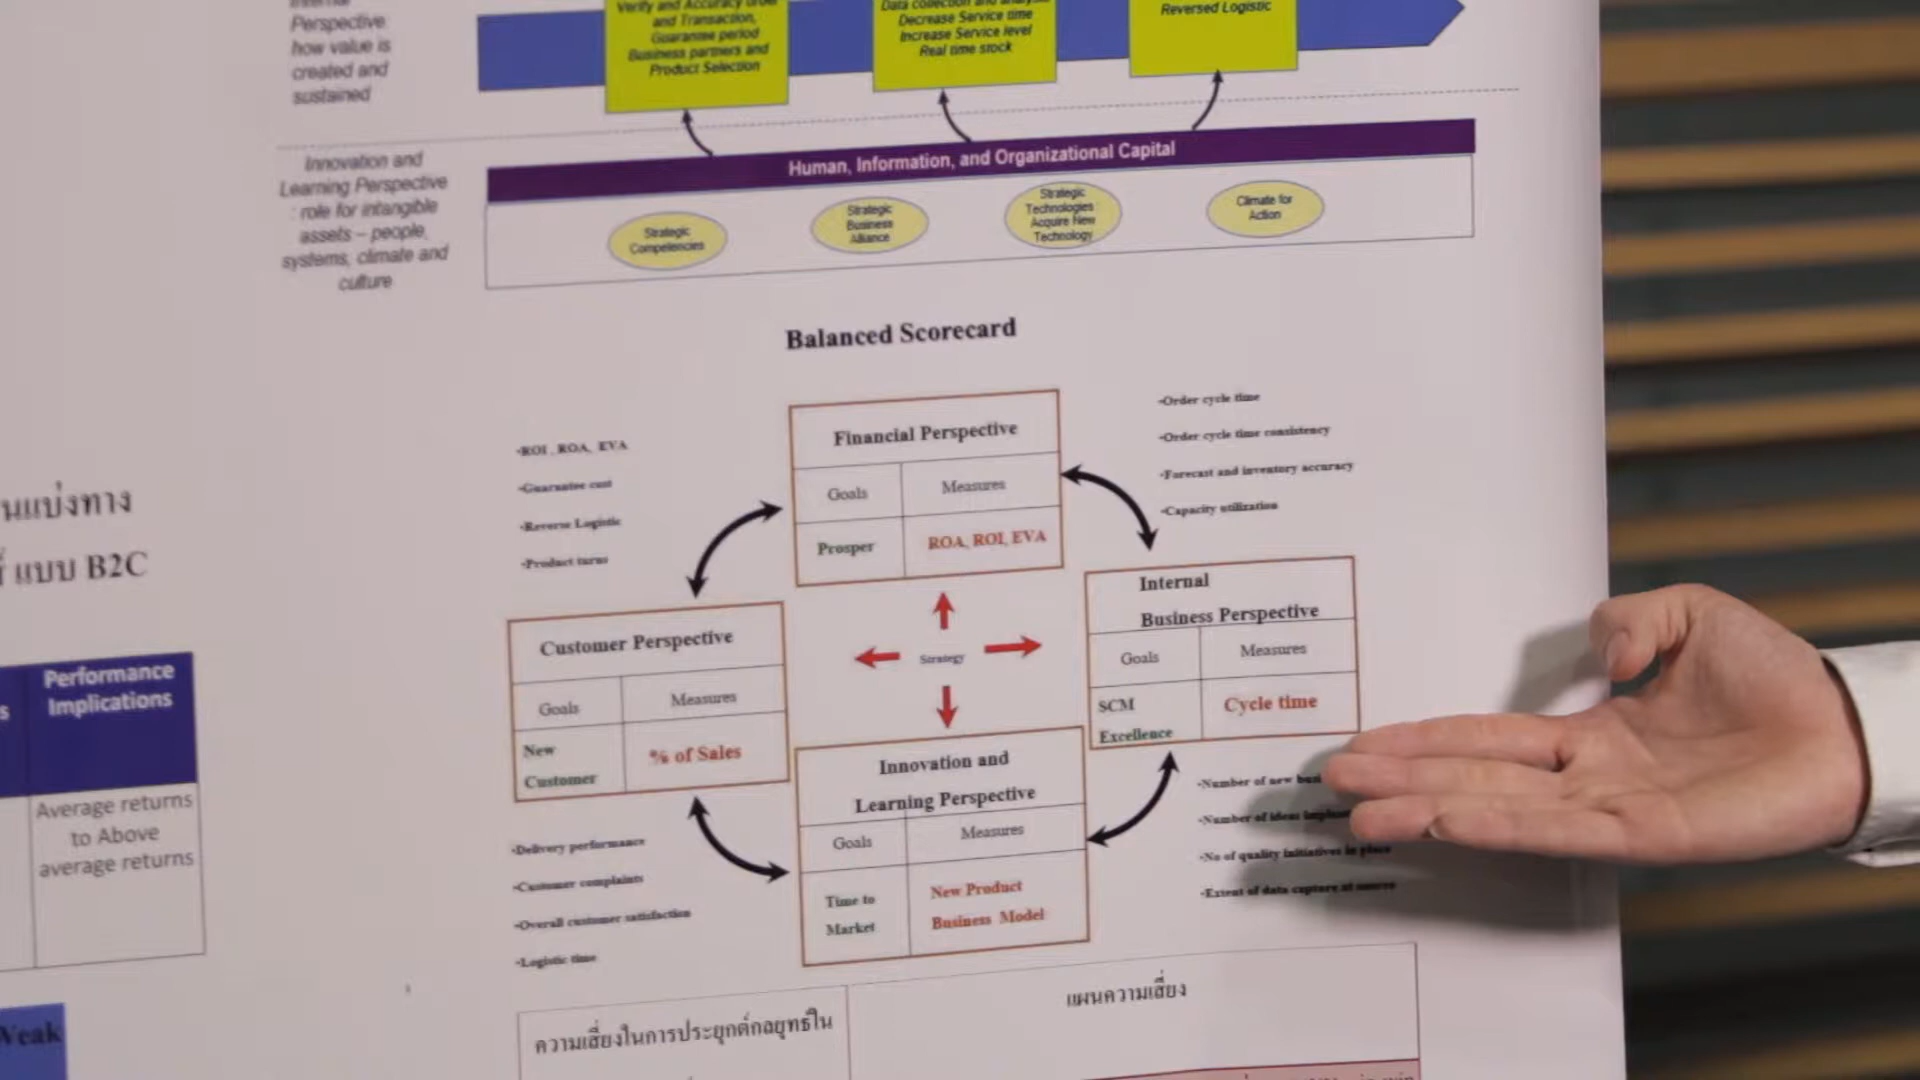 Perspective
how value is
created and
sustained
Verify and Accuracy order
and Transaction,
Guarantee period
Business partners and
Product Selection
Decrease Service time
Increase Service level
Real time stock
Reversed Logistic
Innovation and
Learning Perspective
: role for intangible
assets – people,
systems, climate and
culture
Human, Information, and Organizational Capital
Strategic
Competencies
Strategic
Business
Alliance
Strategic
Technologies :
Acquire New
Technology
Climate for
Action
Balanced Scorecard
•ROI , ROA, EVA
•Guarantee cost
•Reverse Logistic
•Product turns
Financial Perspective
Goals
Measures
Prosper
ROA, ROI, EVA
•Order cycle time
•Order cycle time consistency
•Forecast and inventory accuracy
•Capacity utilization
Customer Perspective
Goals
Measures
New
Customer
% of Sales
Strategy
Internal
Business Perspective
Goals
Measures
SCM
Excellence
Cycle time
Innovation and
Learning Perspective
Goals
Measures
Time to
Market
New Product
Business Model
•Delivery performance
•Customer complaints
•Overall customer satisfaction
•Logistic time
•Number of new
•Number of ideas
•No of quality initiatives in place
•Extent of data capture at source
แบบ B2C
Performance
Implications
Average returns
to Above
average returns
Weak
ความเสี่ยงในการประยุกต์กลยุทธ์ใน
แผนความเสี่ยง